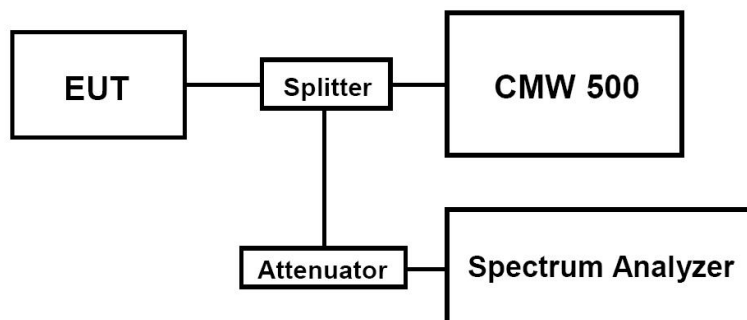 EUT
Splitter
CMW 500
Attenuator
Spectrum Analyzer